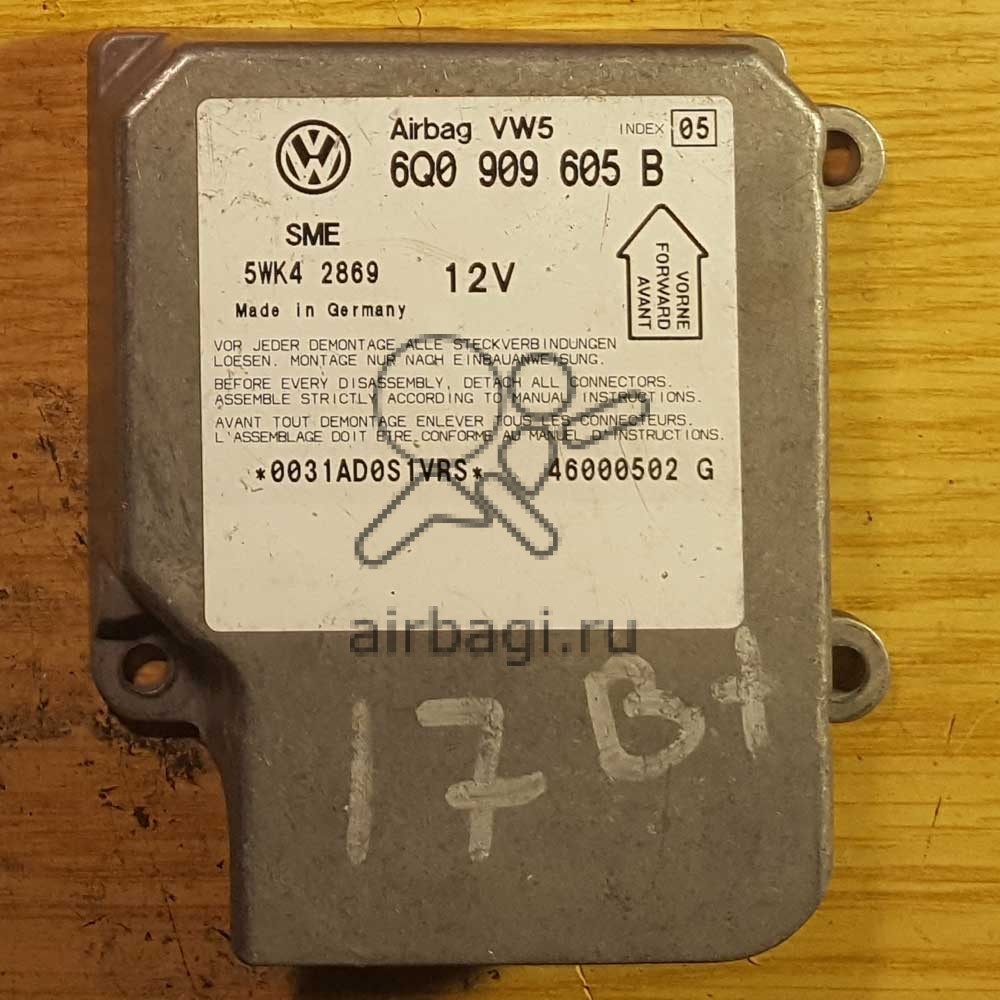 Airbag VW5 INDEX 05
6Q0 909 605 B
SME
5WK4 2869 12V
Made in Germany
VORNE
FORWARD
AVANT
VOR JEDER DEMONTAGE ALLE STECKVERBINDUNGEN
LOESEN. MONTAGE NUR NACH EINBAUANWEISUNG.
BEFORE EVERY DISASSEMBLY, DETACH ALL CONNECTORS.
ASSEMBLE STRICTLY ACCORDING TO MANUAL INSTRUCTIONS.
AVANT TOUT DEMONTAGE ENLEVER TOUS LES CONNECTEURS.
L'ASSEMBLAGE DOIT ETRE CONFORME AU MANUEL D'INSTRUCTIONS.
*0031AD0S1VRS* 46000502 G
airbagi.ru
17 B1